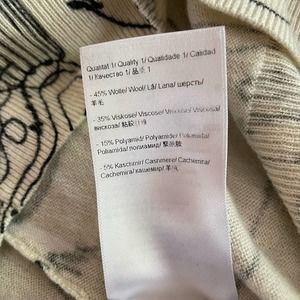 Qualität 1/ Quality 1/ Qualidade 1/ Calidad
1/ Качество 1/ 品质 1
- 45% Wolle/ Wool/ Lã/ Lana/ шерсть/
羊毛
- 35% Viskose/ Viscose/ Viscose/ Viscosa/
вискоза/ 粘胶纤维
- 15% Polyamid/ Polyamide/ Poliamida/
Poliamida/ полиамид/ 聚酰胺
- 5% Kaschmir/ Cashmere/ Cachemira/
Cachemira/ кашемир/ 羊绒